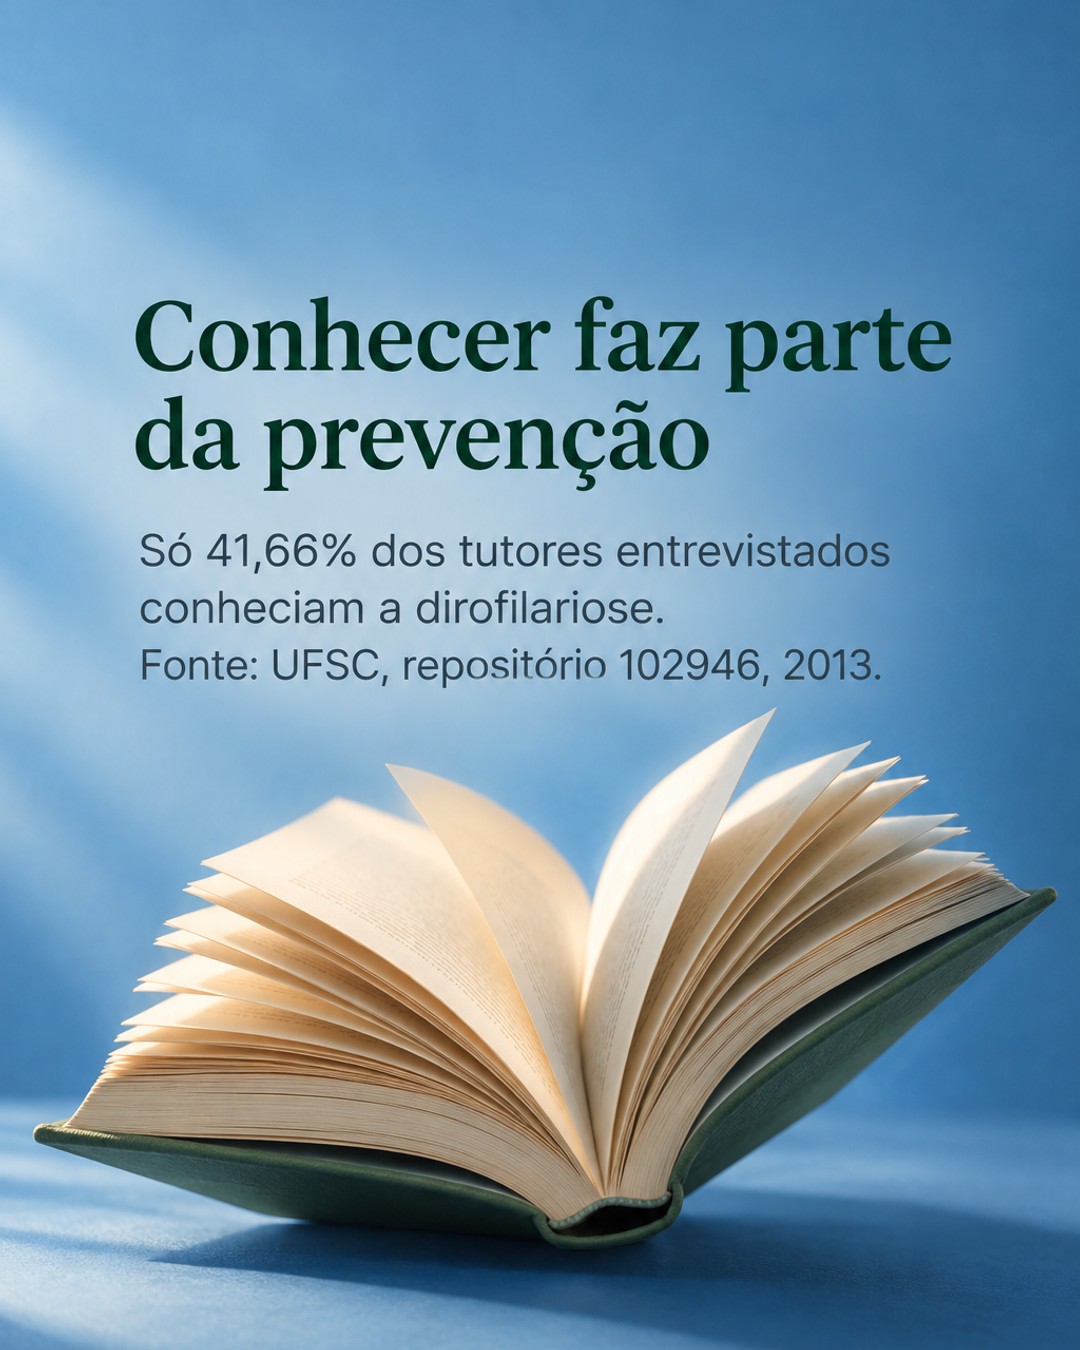 Conhecer faz parte
da prevenção
Só 41,66% dos tutores entrevistados
conheciam a dirofilariose.
Fonte: UFSC, repositório 102946, 2013.